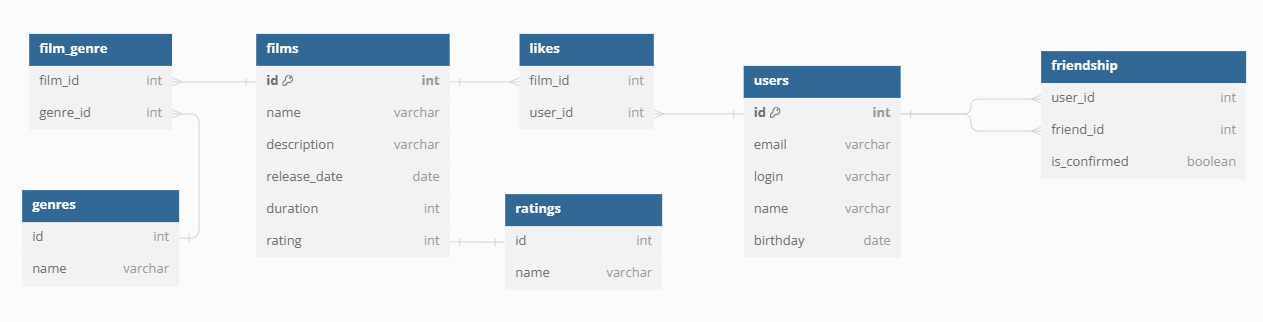 film_genre
film_id int
genre_id int
genres
id int
name varchar
films
id int
name varchar
description varchar
release_date date
duration int
rating int
likes
film_id int
user_id int
ratings
id int
name varchar
users
id int
email varchar
login varchar
name varchar
birthday date
friendship
user_id int
friend_id int
is_confirmed boolean